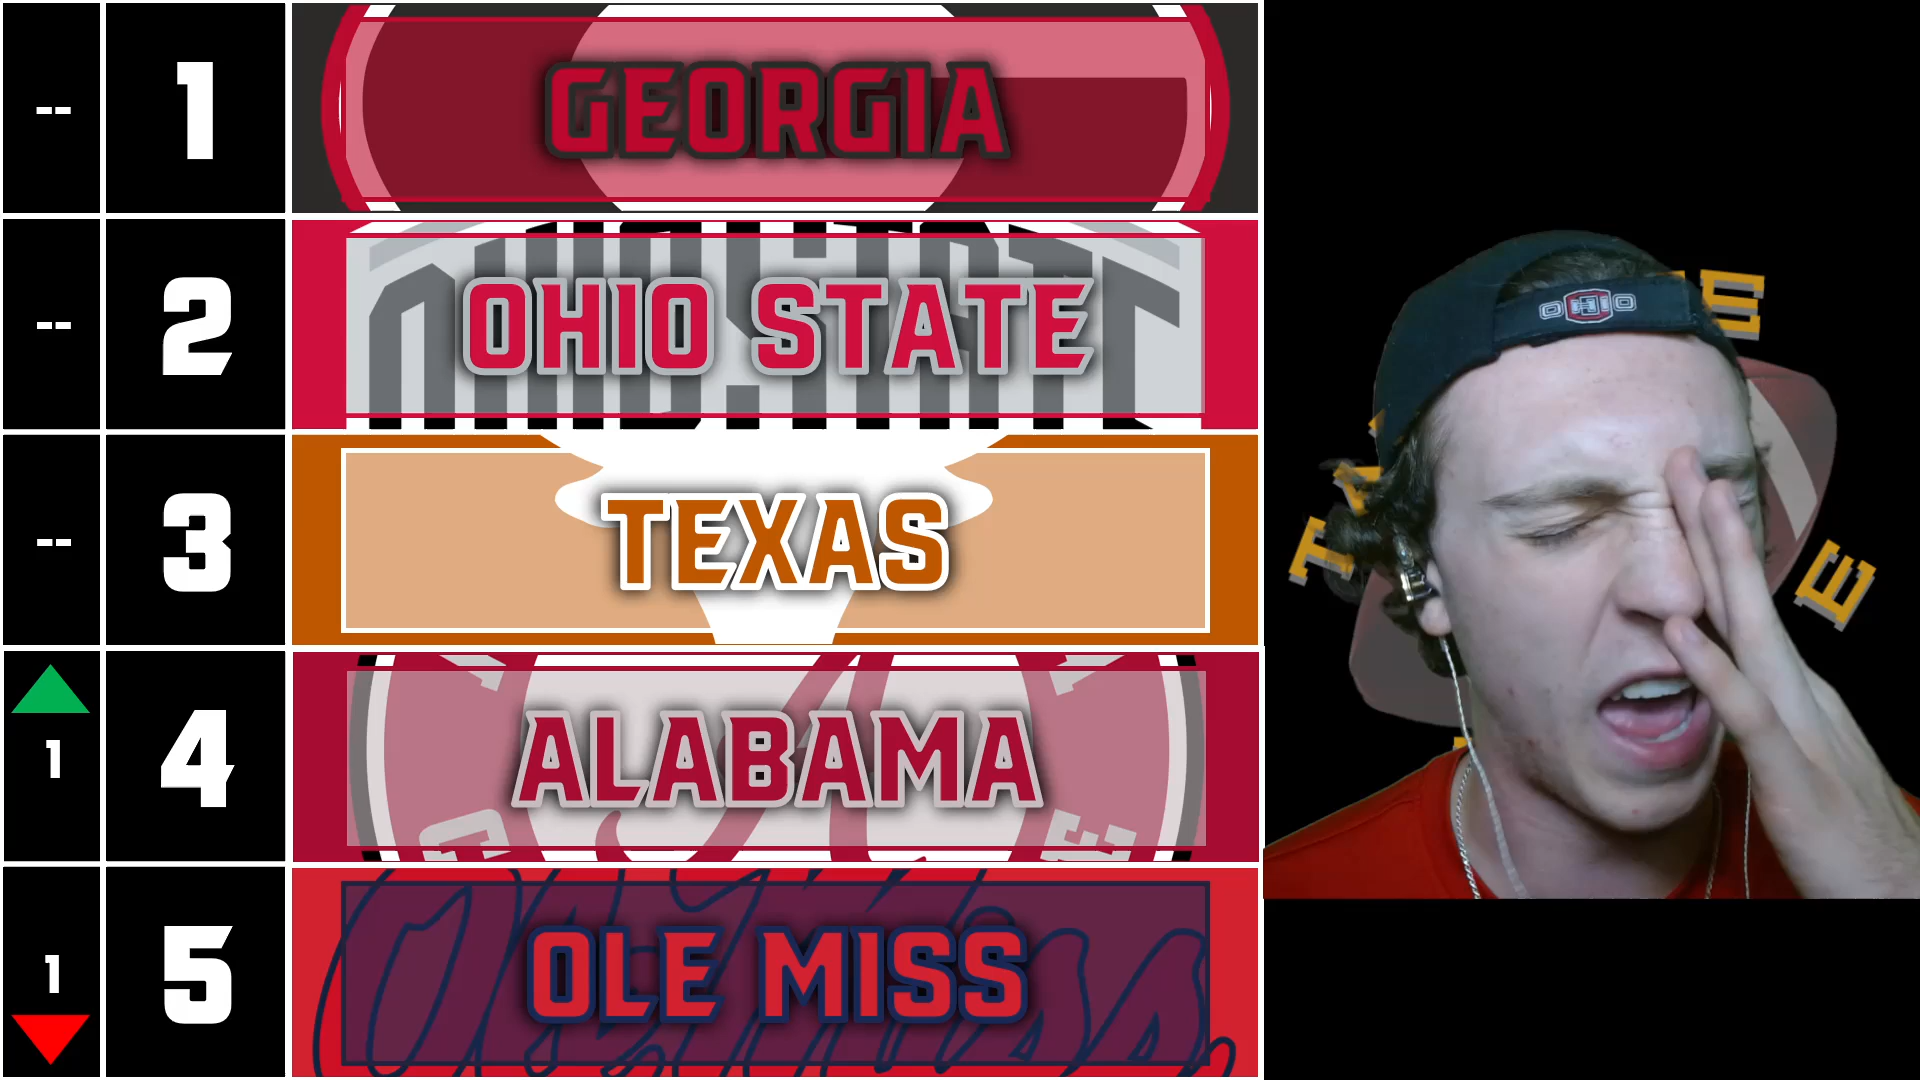 -- 1 GEORGIA
-- 2 OHIO STATE
-- 3 TEXAS
1 4 ALABAMA
1 5 OLE MISS
OHIO